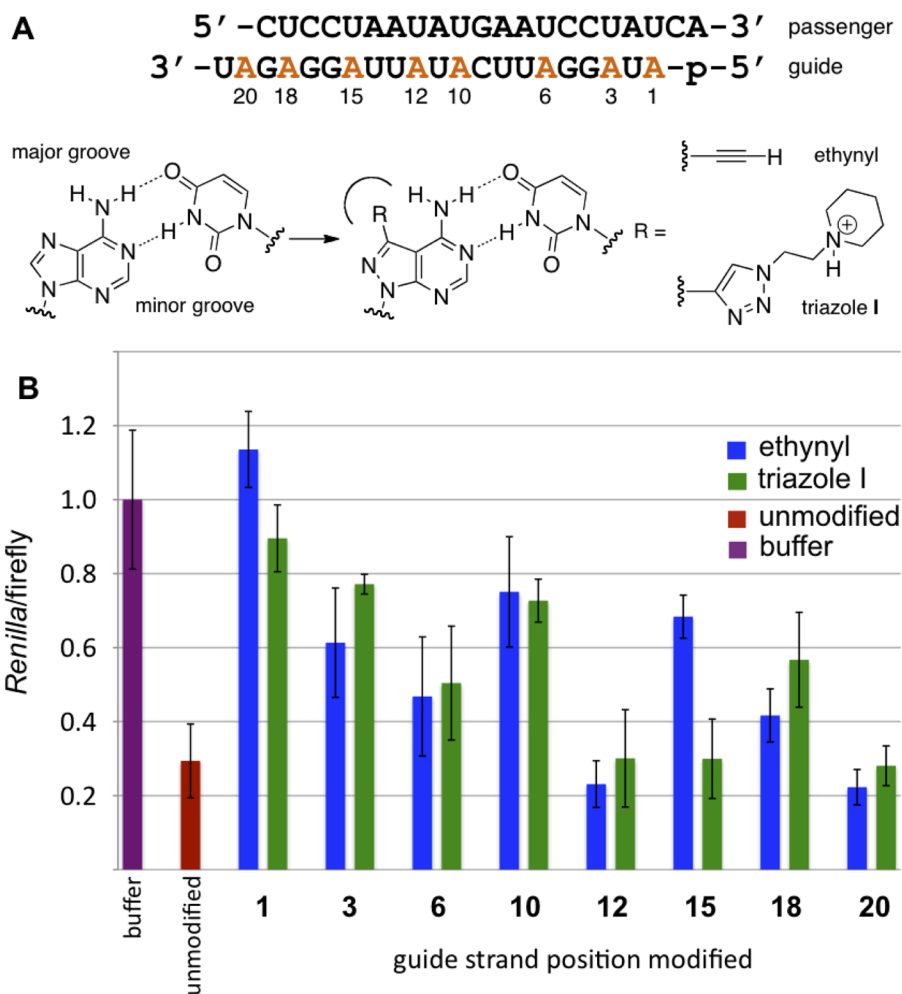 A
5′-CUCCUAAUAUGAAUCCUAUCA-3′ passenger
3′-UAGAGGAUUAUACUUAGGAUA-p-5′ guide
20 18 15 12 10 6 3 1
major groove
minor groove
N N N N N H H H O O N N
R N N N N N H H H O O N N
R =
H ethynyl
N N N N + H
triazole I
B
Renilla/firefly
1.2
1.0
0.8
0.6
0.4
0.2
ethynyl
triazole I
unmodified
buffer
buffer unmodified 1 3 6 10 12 15 18 20
guide strand position modified